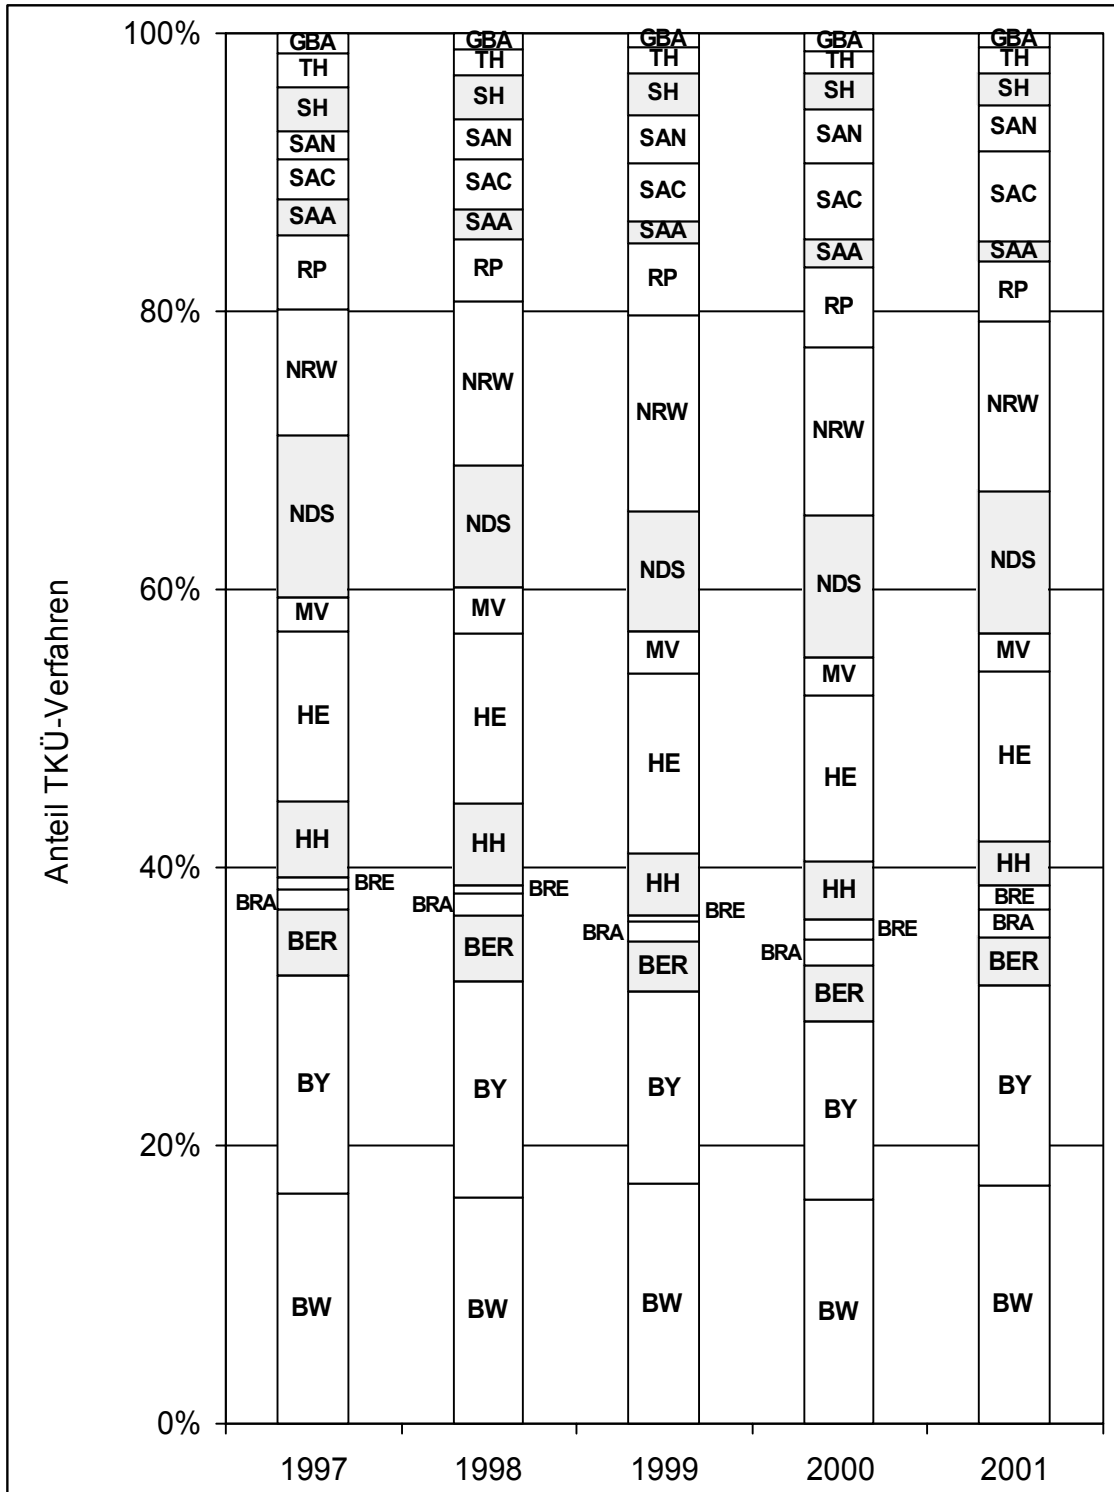 Anteil TKÜ-Verfahren
100%
80%
60%
40%
20%
0%
GBA
TH
SH
SAN
SAC
SAA
RP
NRW
NDS
MV
HE
HH
BRE
BRA
BER
BY
BW
GBA
TH
SH
SAN
SAC
SAA
RP
NRW
NDS
MV
HE
HH
BRE
BRA
BER
BY
BW
GBA
TH
SH
SAN
SAC
SAA
RP
NRW
NDS
MV
HE
HH
BRE
BRA
BER
BY
BW
GBA
TH
SH
SAN
SAC
SAA
RP
NRW
NDS
MV
HE
HH
BRE
BRA
BER
BY
BW
GBA
TH
SH
SAN
SAC
SAA
RP
NRW
NDS
MV
HE
HH
BRE
BRA
BER
BY
BW
1997 1998 1999 2000 2001